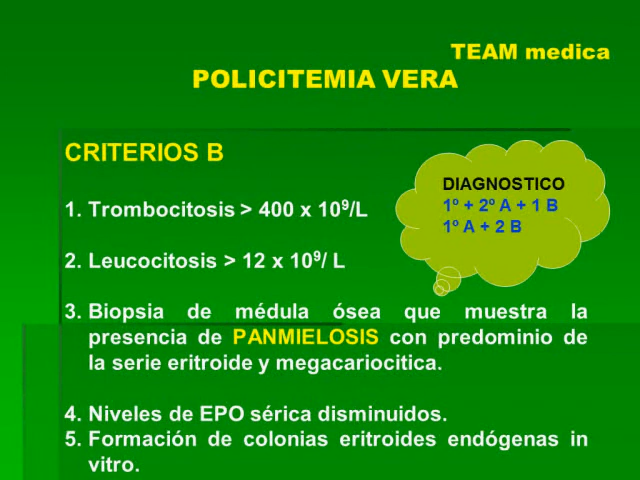 TEAM medica
POLICITEMIA VERA
CRITERIOS B
DIAGNOSTICO
1º + 2º A + 1 B
1º A + 2 B
1. Trombocitosis > 400 x 10⁹/L
2. Leucocitosis > 12 x 10⁹/ L
3. Biopsia de médula ósea que muestra la
presencia de PANMIELOSIS con predominio de
la serie eritroide y megacariocitica.
4. Niveles de EPO sérica disminuidos.
5. Formación de colonias eritroides endógenas in
vitro.